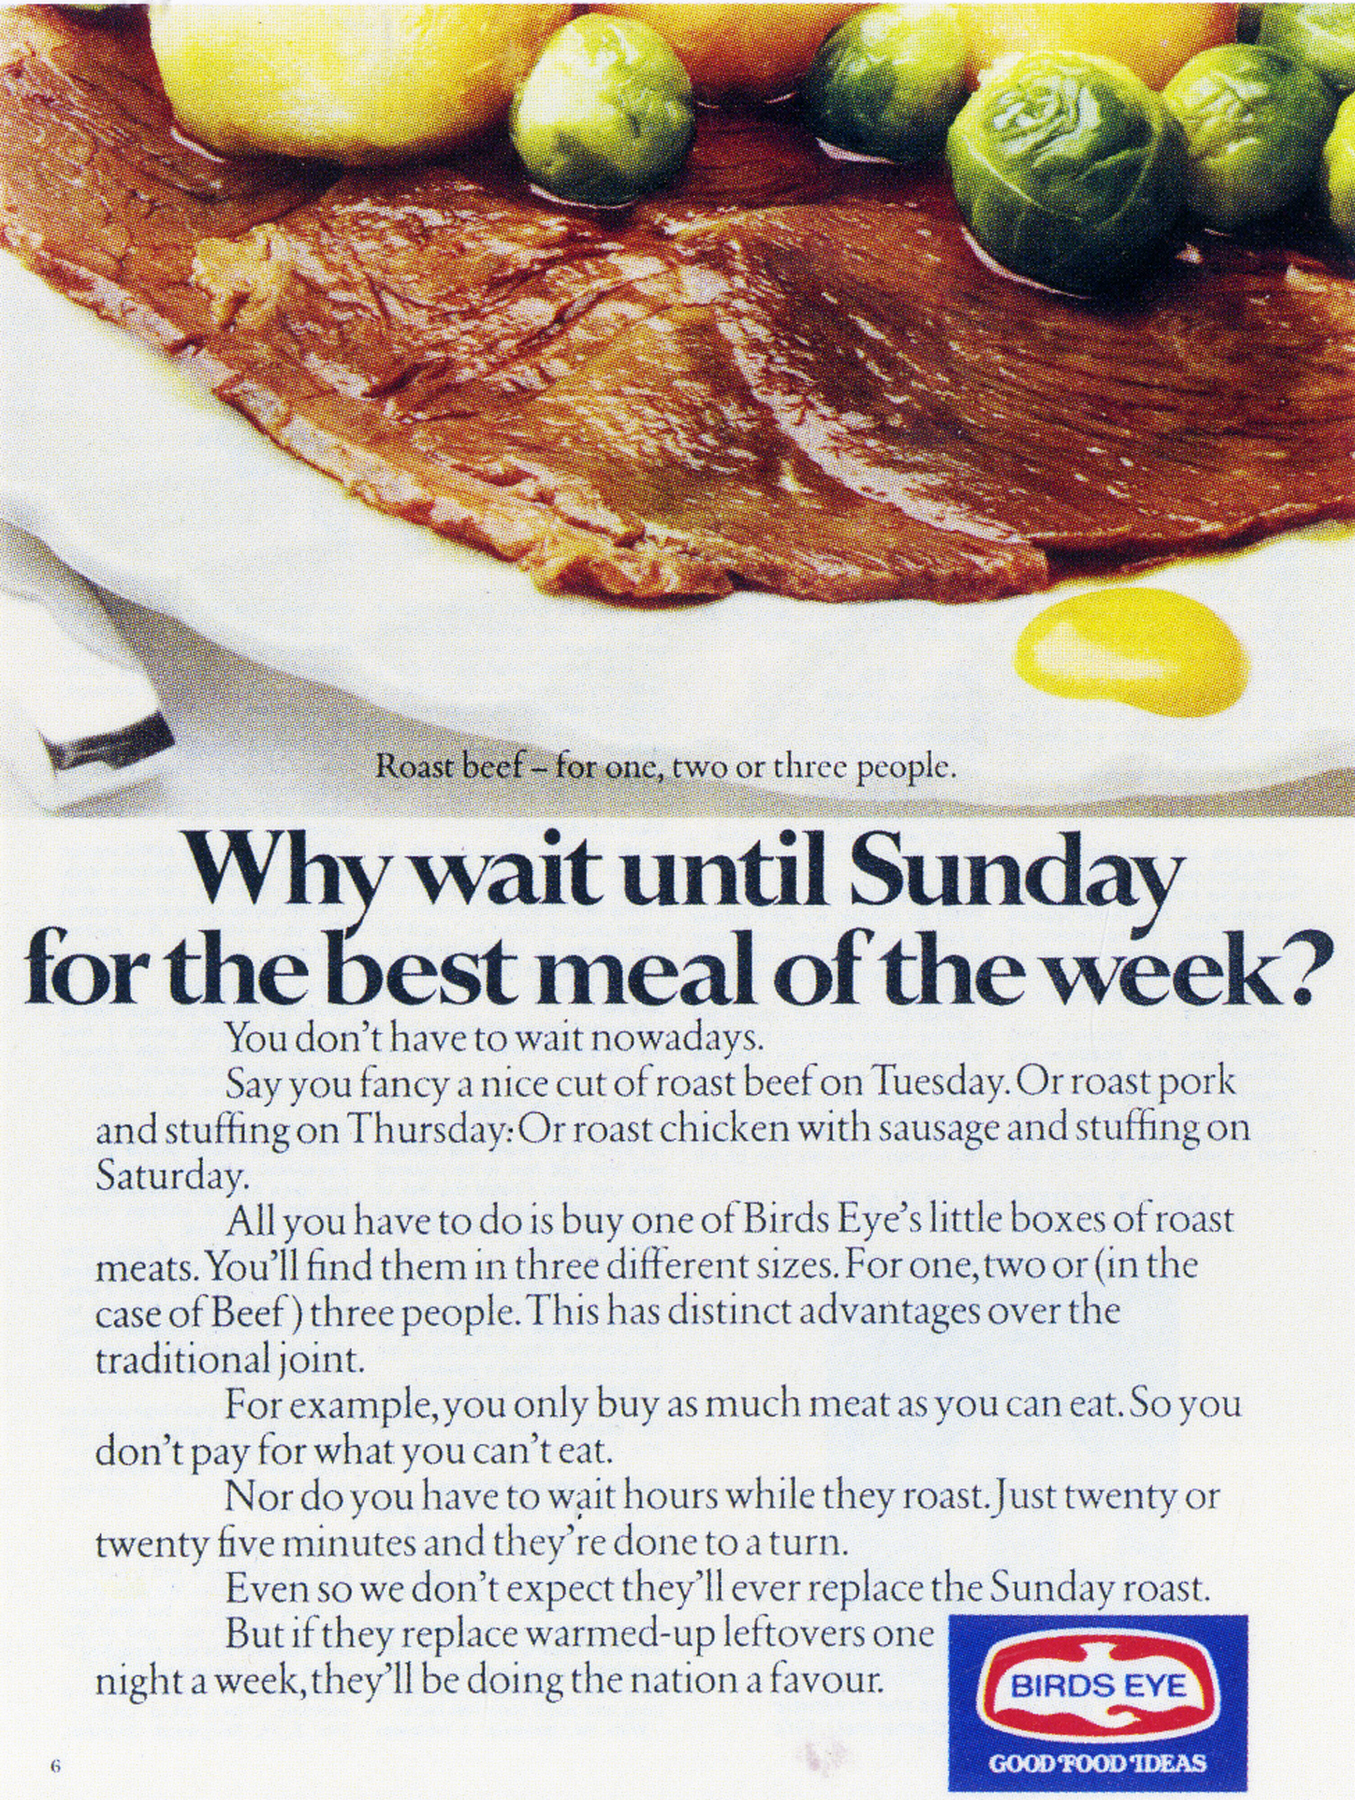 Roast beef – for one, two or three people.
Why wait until Sunday
for the best meal of the week?
You don't have to wait nowadays.
Say you fancy a nice cut of roast beef on Tuesday. Or roast pork
and stuffing on Thursday: Or roast chicken with sausage and stuffing on
Saturday.
All you have to do is buy one of Birds Eye's little boxes of roast
meats. You'll find them in three different sizes. For one, two or (in the
case of Beef) three people. This has distinct advantages over the
traditional joint.
For example, you only buy as much meat as you can eat. So you
don't pay for what you can't eat.
Nor do you have to wait hours while they roast. Just twenty or
twenty five minutes and they're done to a turn.
Even so we don't expect they'll ever replace the Sunday roast.
But if they replace warmed-up leftovers one
night a week, they'll be doing the nation a favour.
BIRDS EYE
GOOD FOOD IDEAS
6